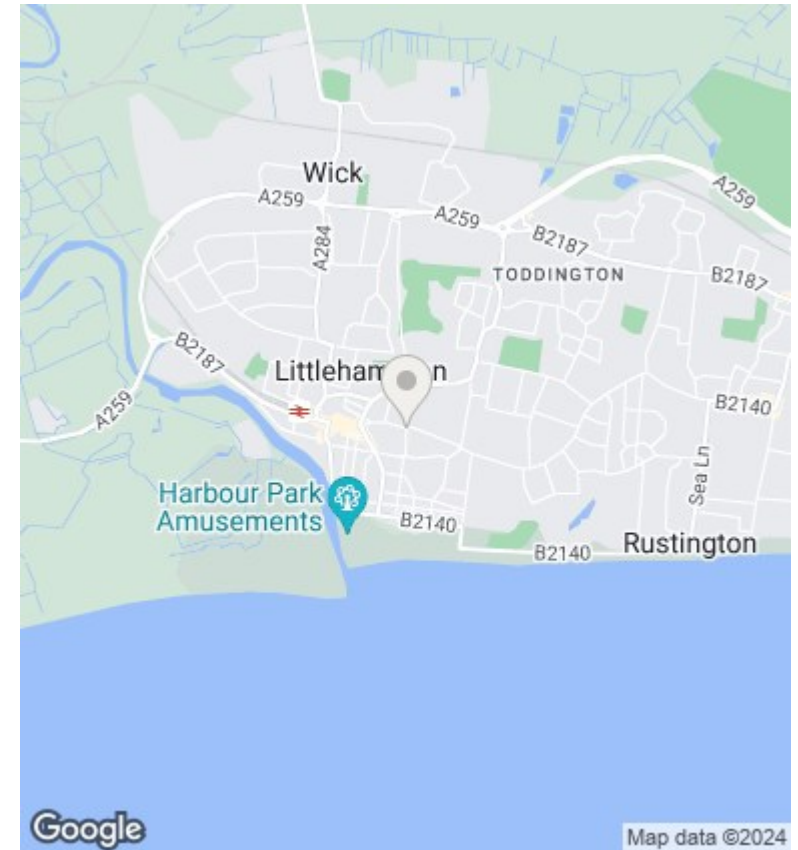 Wick
A259
A284
A259
B2187
A259
TODDINGTON
B2187
B2187
Littleham n
A259
B2140
Sea Ln
Harbour Park
Amusements
B2140
B2140
Rustington
Google
Map data ©2024